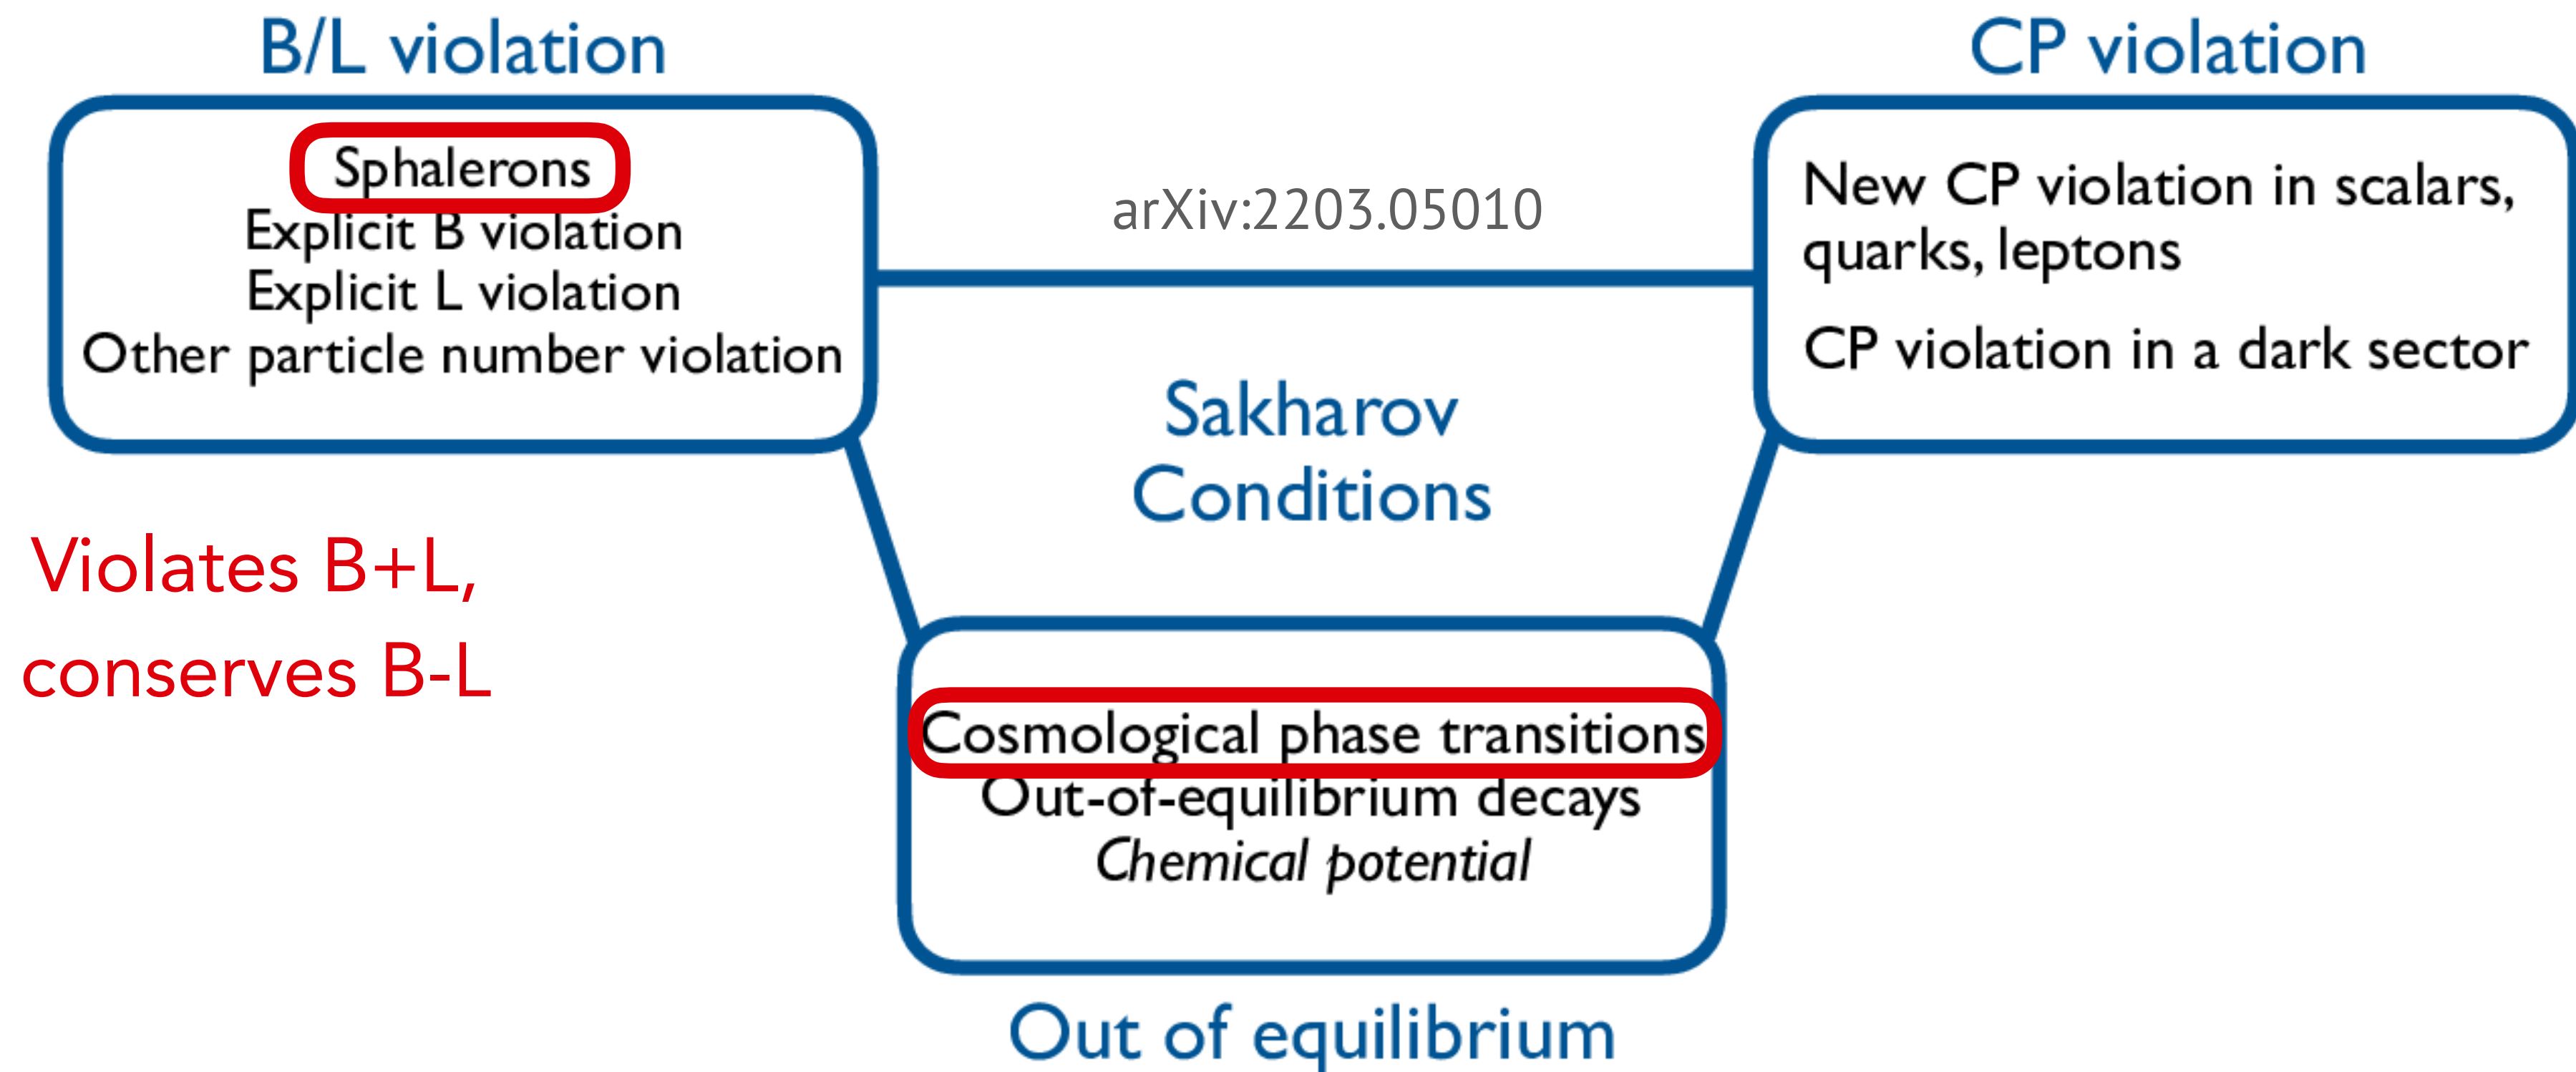 B/L violation
Sphalerons
Explicit B violation
Explicit L violation
Other particle number violation
CP violation
New CP violation in scalars,
quarks, leptons
CP violation in a dark sector
arXiv:2203.05010
Sakharov
Conditions
Violates B+L,
conserves B-L
Cosmological phase transitions
Out-of-equilibrium decays
Chemical potential
Out of equilibrium